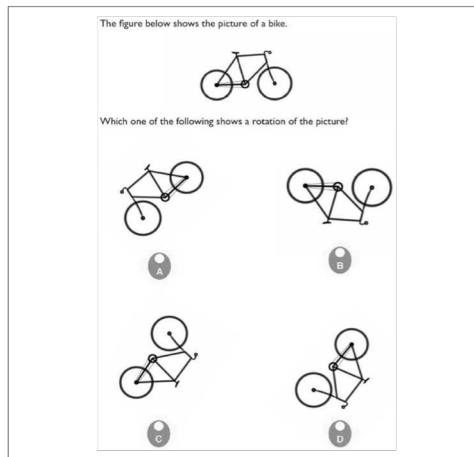 The figure below shows the picture of a bike.
Which one of the following shows a rotation of the picture?
A
B
C
D